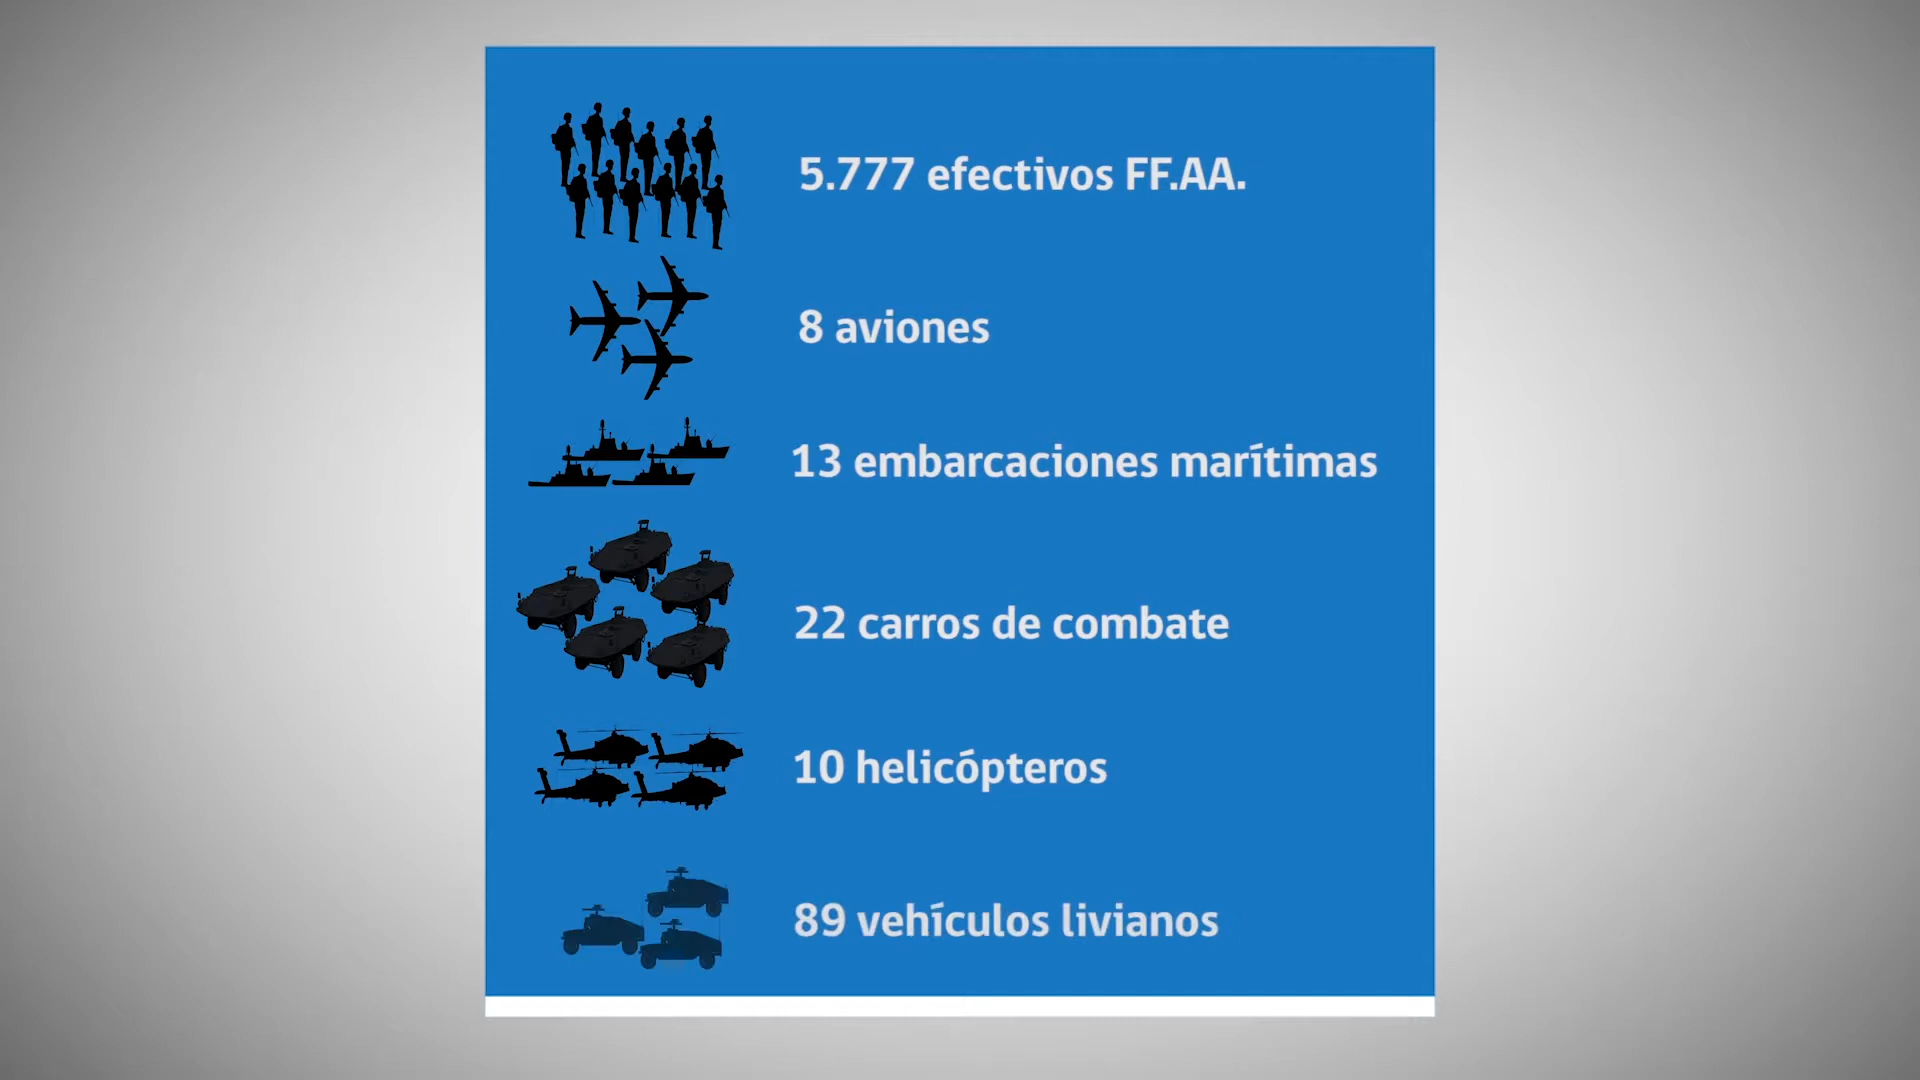 5.777 efectivos FF.AA.
8 aviones
13 embarcaciones marítimas
22 carros de combate
10 helicópteros
89 vehículos livianos